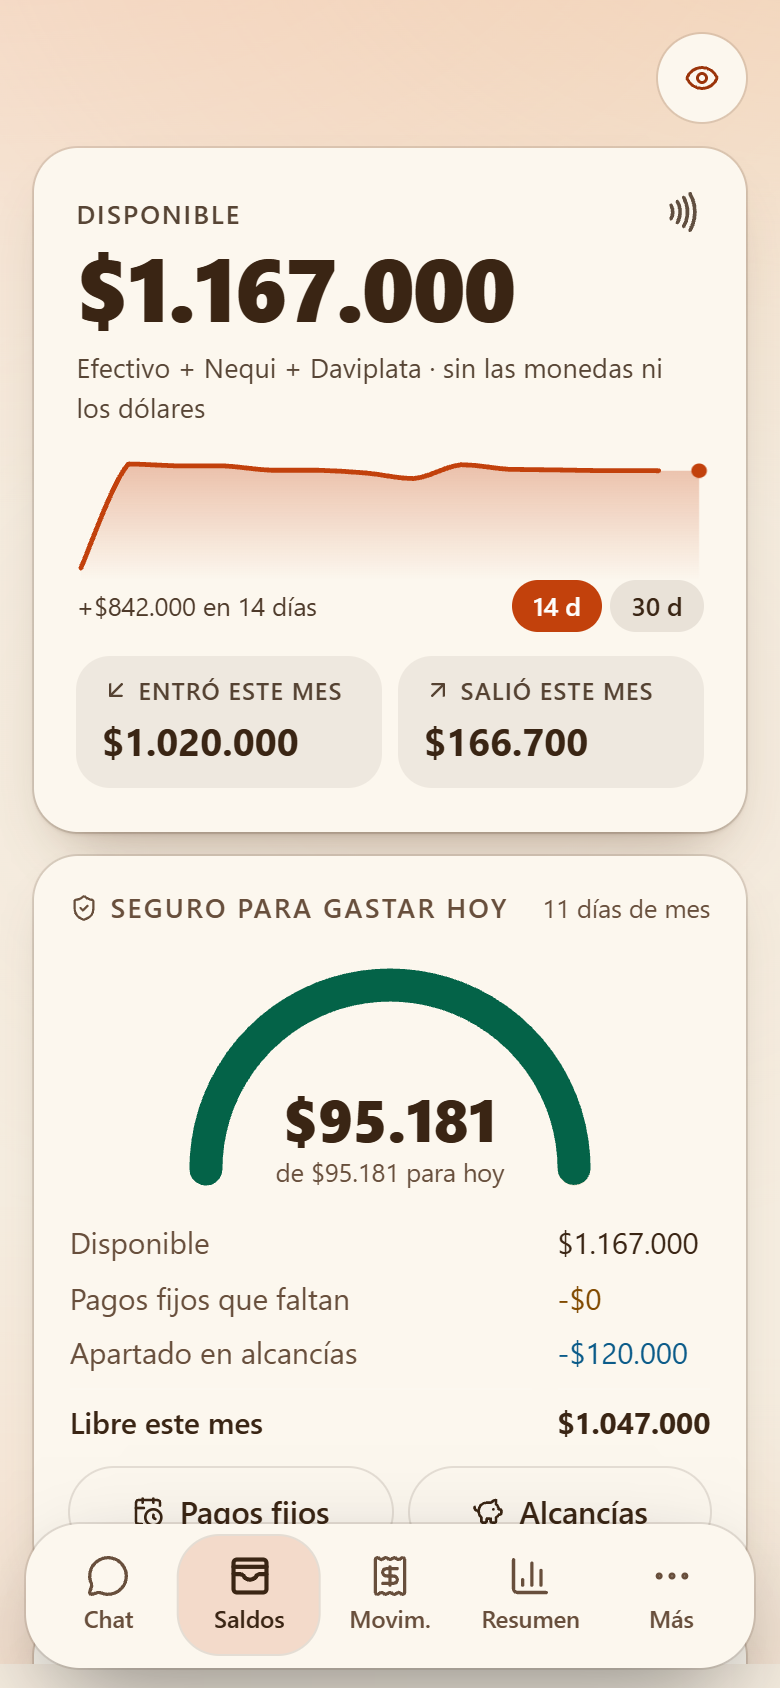 DISPONIBLE
$1.167.000
Efectivo + Nequi + Daviplata · sin las monedas ni
los dólares
+$842.000 en 14 días
14 d
30 d
ENTRÓ ESTE MES
$1.020.000
SALIÓ ESTE MES
$166.700
SEGURO PARA GASTAR HOY
11 días de mes
$95.181
de $95.181 para hoy
Disponible $1.167.000
Pagos fijos que faltan -$0
Apartado en alcancías -$120.000
Libre este mes $1.047.000
Pagos fijos
Alcancías
Chat
Saldos
Movim.
Resumen
Más